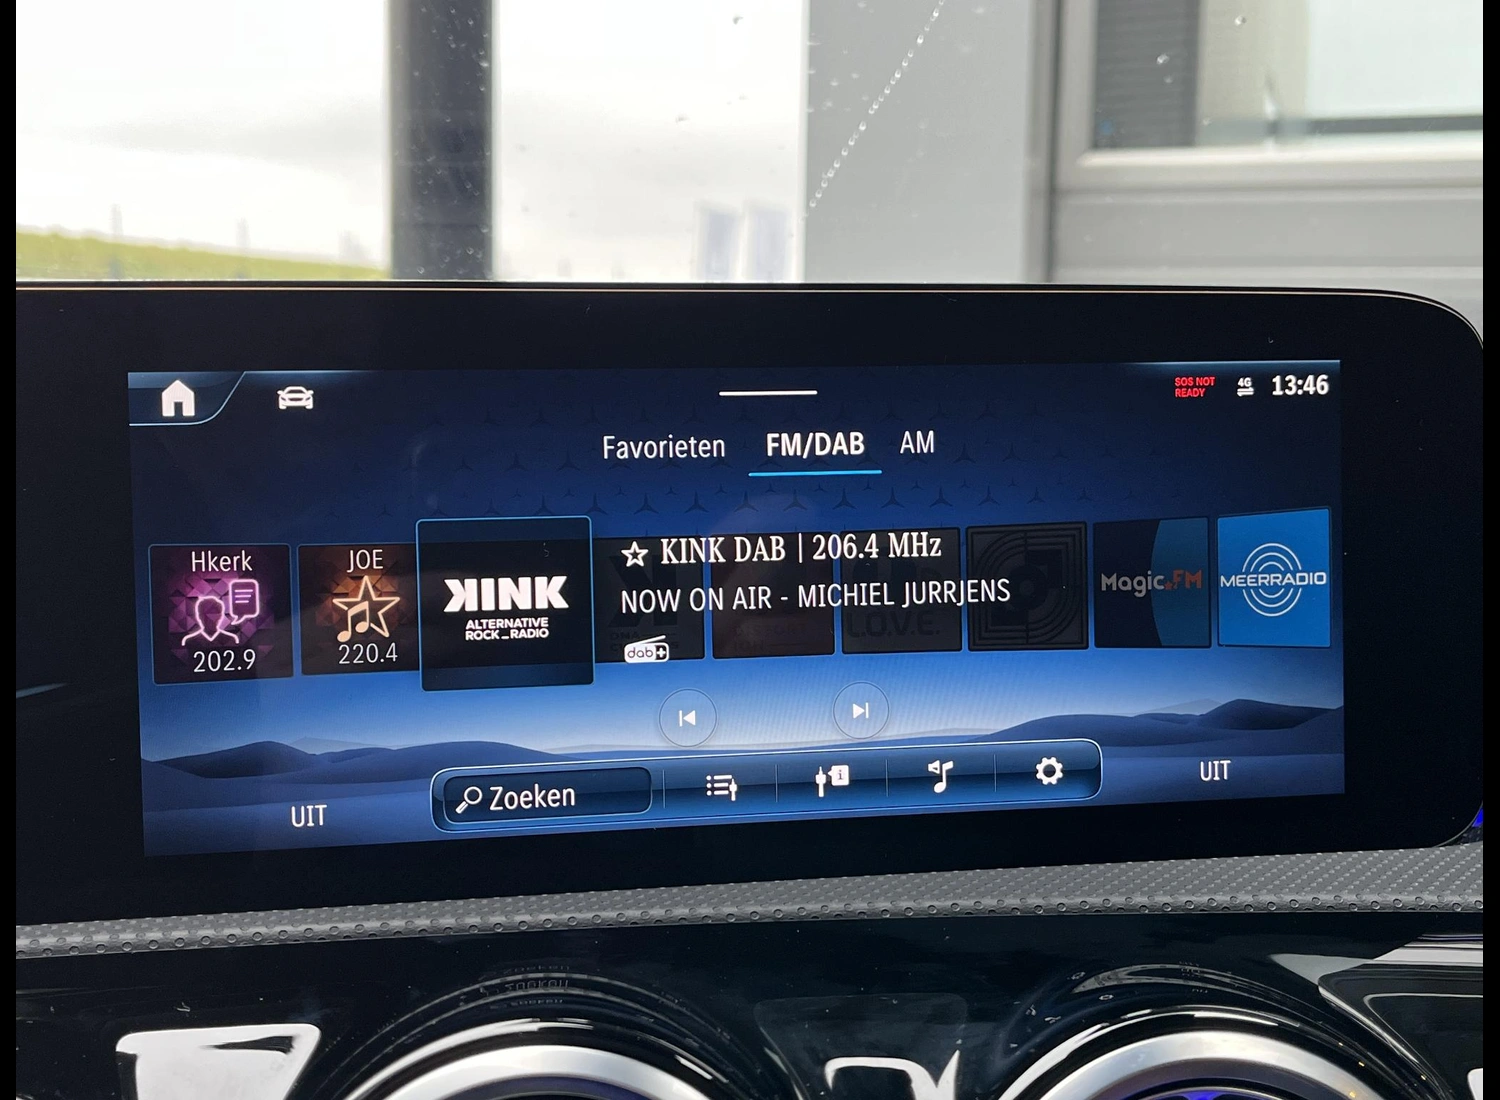 SOS NOT
READY
4G
13:46
Favorieten
FM/DAB
AM
Hkerk
202.9
JOE
220.4
KINK
ALTERNATIVE
ROCK_RADIO
KINK DAB | 206.4 MHz
NOW ON AIR - MICHIEL JURRJENS
dab+
L.O.V.E.
Magic FM
MEERRADIO
UIT
Zoeken
UIT